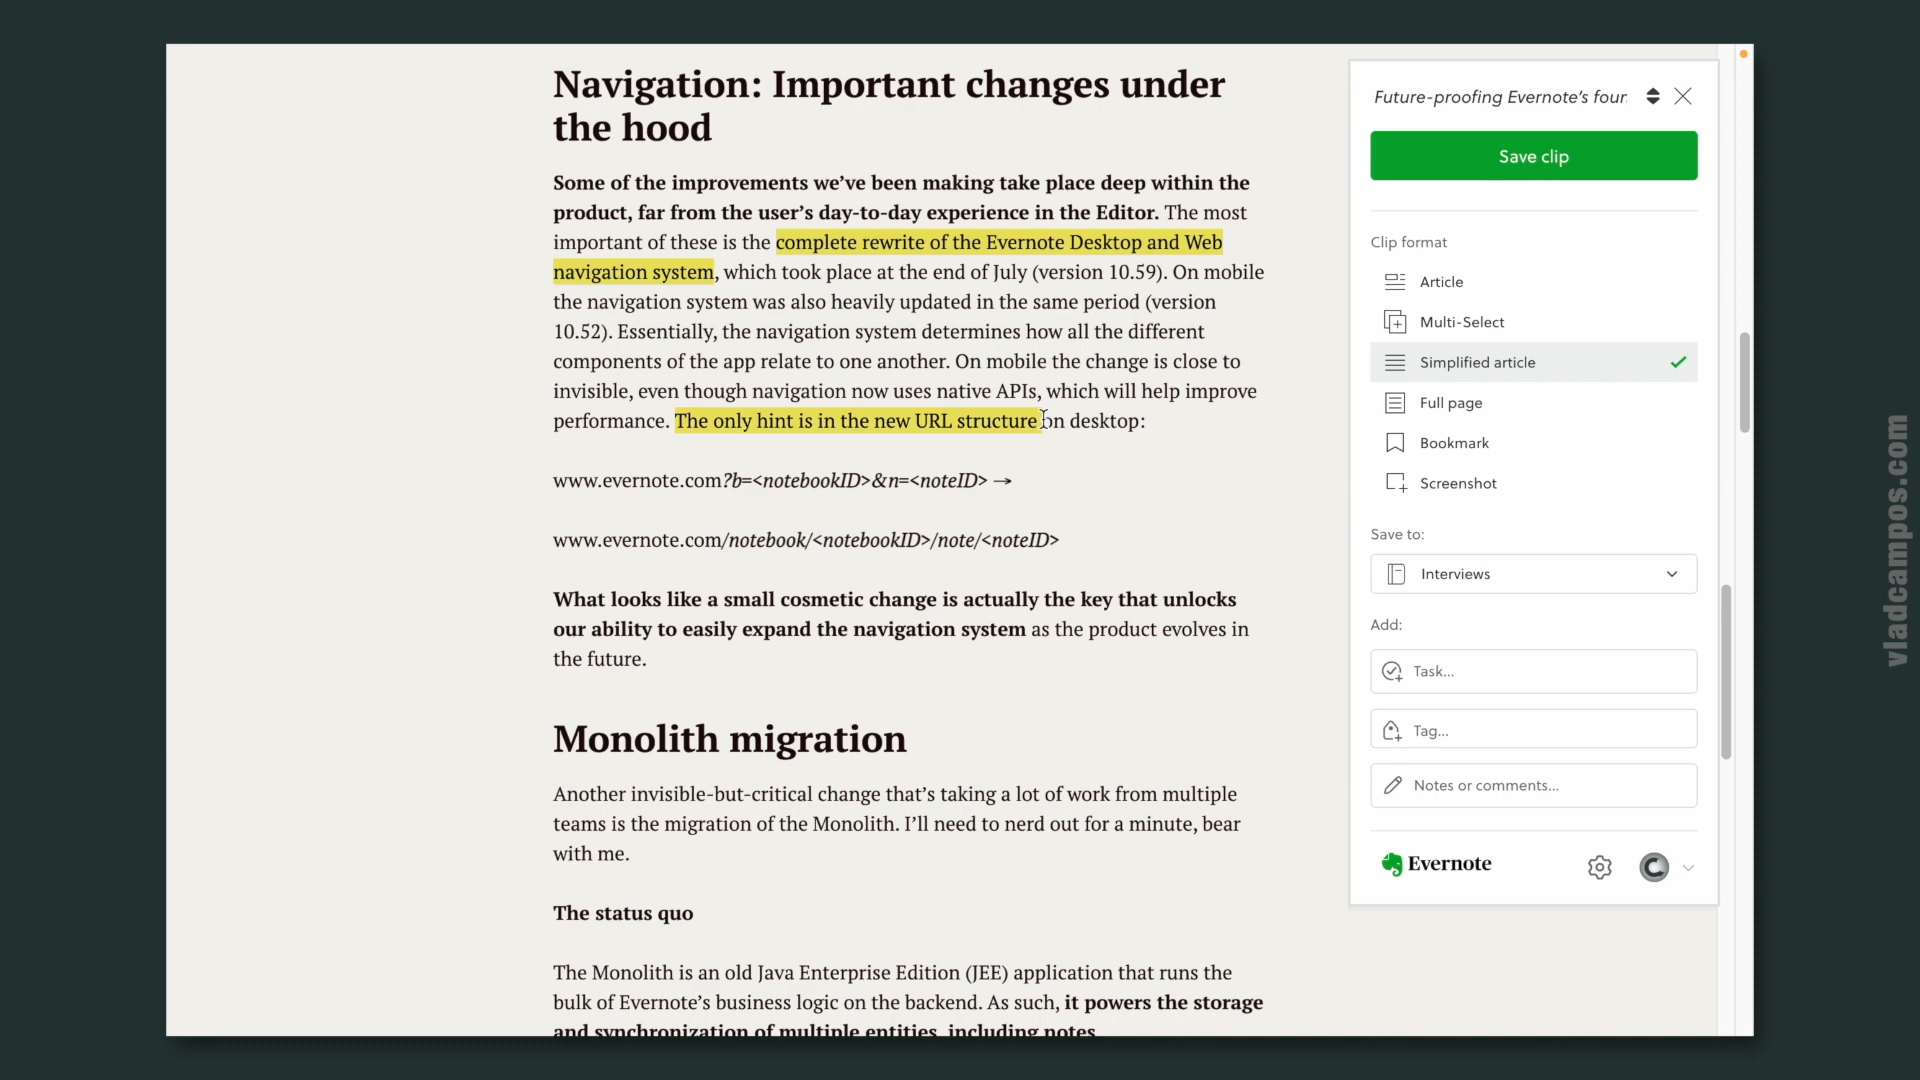 Navigation: Important changes under
the hood
Some of the improvements we’ve been making take place deep within the
product, far from the user’s day-to-day experience in the Editor. The most
important of these is the complete rewrite of the Evernote Desktop and Web
navigation system, which took place at the end of July (version 10.59). On mobile
the navigation system was also heavily updated in the same period (version
10.52). Essentially, the navigation system determines how all the different
components of the app relate to one another. On mobile the change is close to
invisible, even though navigation now uses native APIs, which will help improve
performance. The only hint is in the new URL structure on desktop:
www.evernote.com?b=<notebookID>&n=<noteID> →
www.evernote.com/notebook/<notebookID>/note/<noteID>
What looks like a small cosmetic change is actually the key that unlocks
our ability to easily expand the navigation system as the product evolves in
the future.
Monolith migration
Another invisible-but-critical change that’s taking a lot of work from multiple
teams is the migration of the Monolith. I’ll need to nerd out for a minute, bear
with me.
The status quo
The Monolith is an old Java Enterprise Edition (JEE) application that runs the
bulk of Evernote’s business logic on the backend. As such, it powers the storage
and synchronization of multiple entities, including notes
Future-proofing Evernote’s four
Save clip
Clip format
Article
Multi-Select
Simplified article
Full page
Bookmark
Screenshot
Save to:
Interviews
Add:
Task...
Tag...
Notes or comments...
Evernote
vladcampos.com